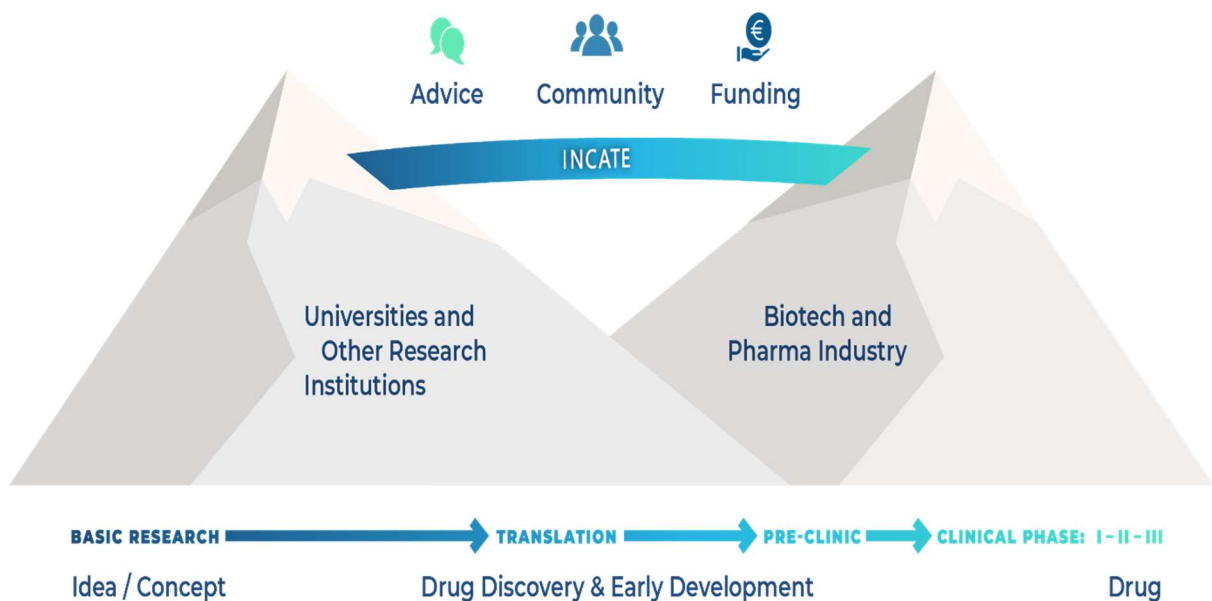 Advice Community Funding
INCATE
Universities and
Other Research
Institutions
Biotech and
Pharma Industry
BASIC RESEARCH TRANSLATION PRE-CLINIC CLINICAL PHASE: I – II – III
Idea / Concept Drug Discovery & Early Development Drug